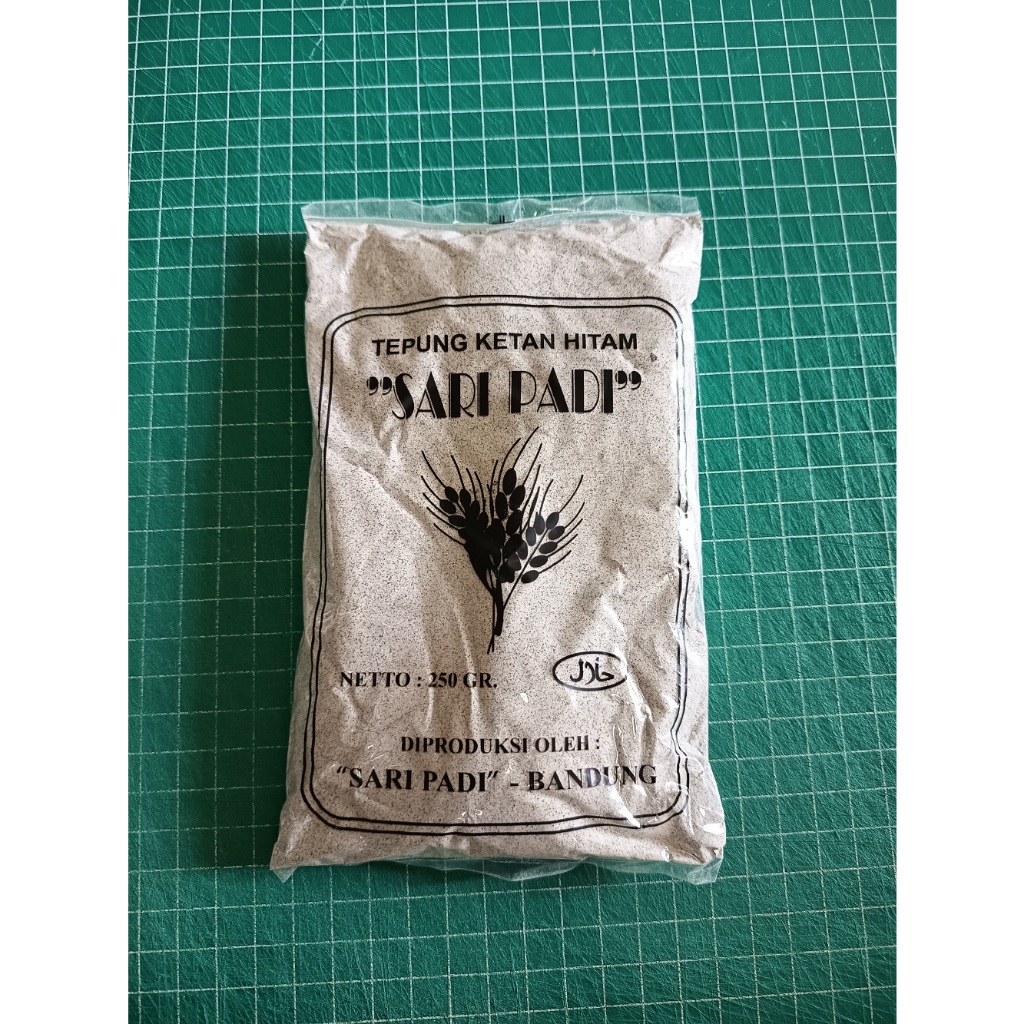 TEPUNG KETAN HITAM
”SARI PADI”
NETTO : 250 GR.
حلال
DIPRODUKSI OLEH :
“SARI PADI” - BANDUNG